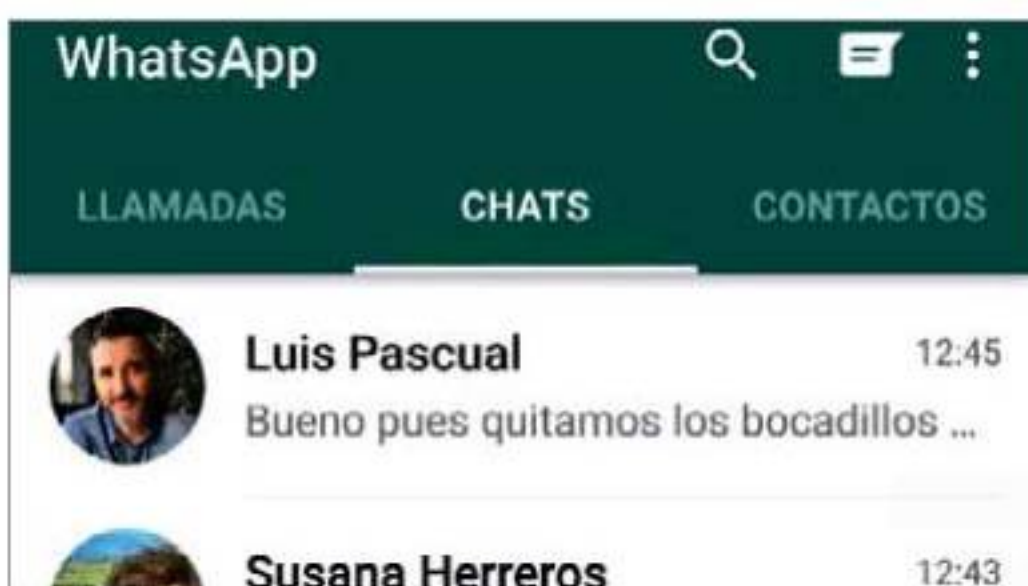 WhatsApp
LLAMADAS CHATS CONTACTOS
Luis Pascual 12:45
Bueno pues quitamos los bocadillos ...
Susana Herreros 12:43